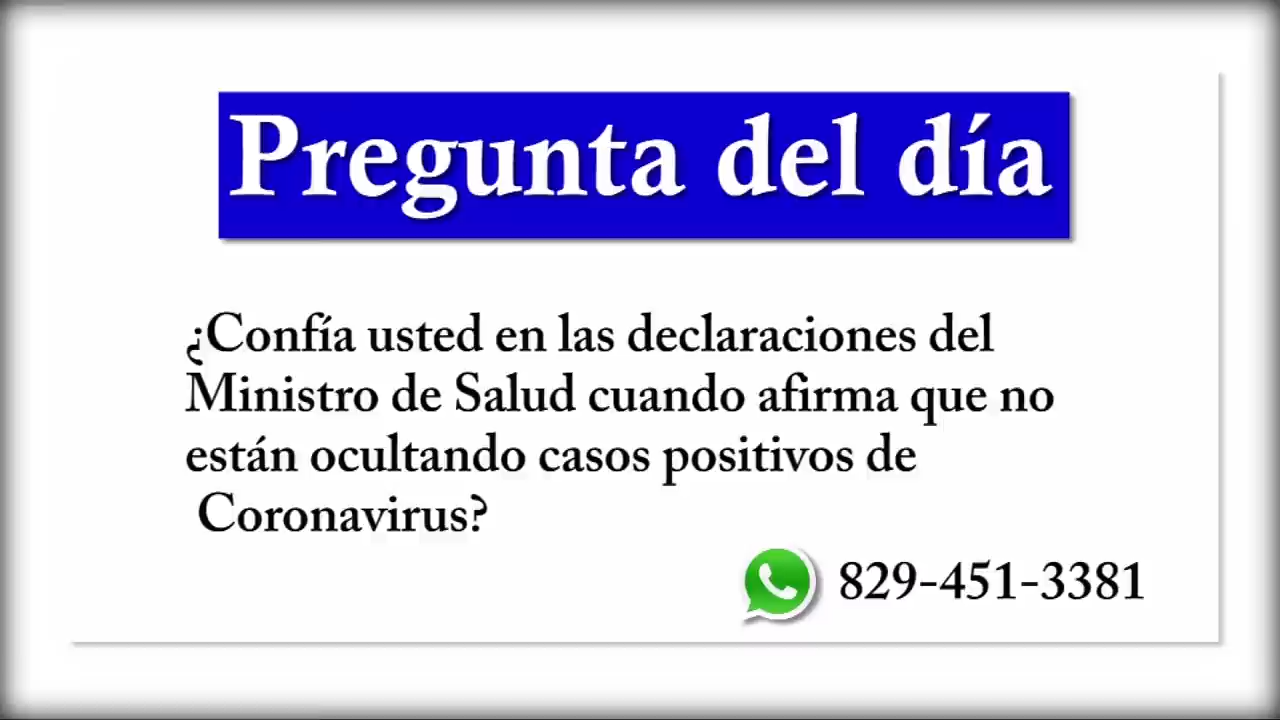 Pregunta del día
¿Confía usted en las declaraciones del
Ministro de Salud cuando afirma que no
están ocultando casos positivos de
Coronavirus?
829-451-3381